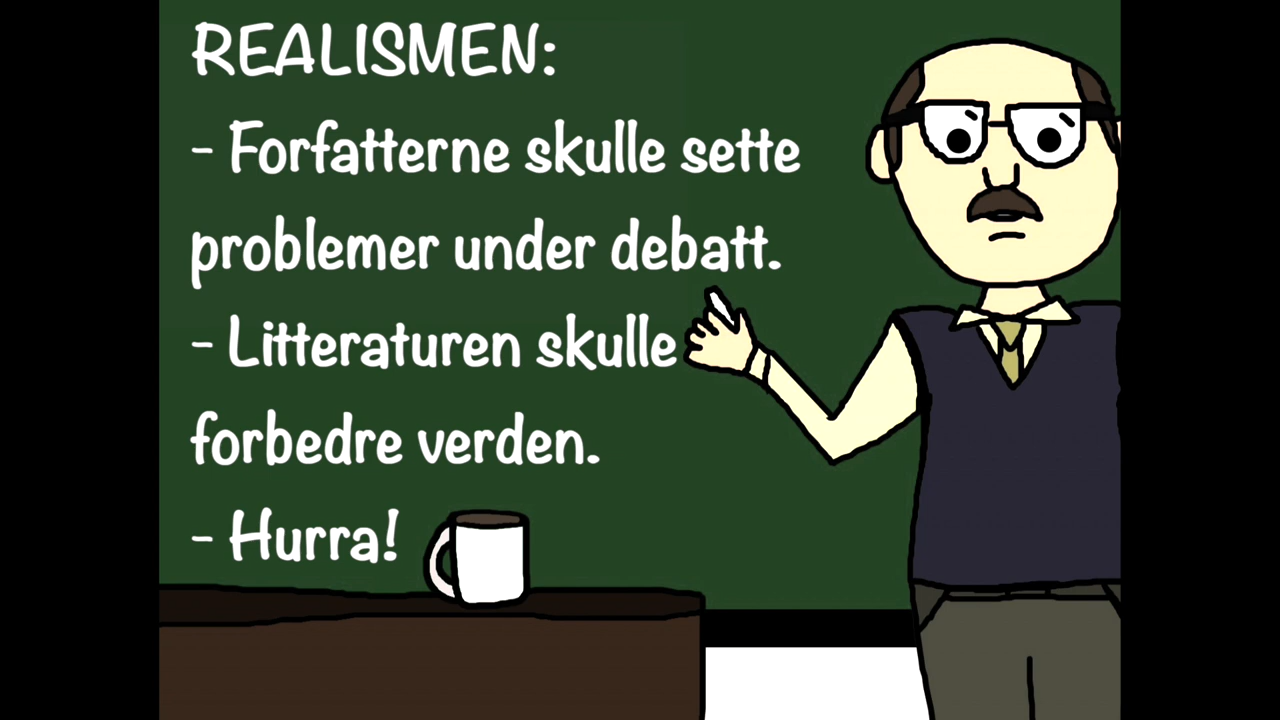 REALISMEN:
- Forfatterne skulle sette
problemer under debatt.
- Litteraturen skulle
forbedre verden.
- Hurra!